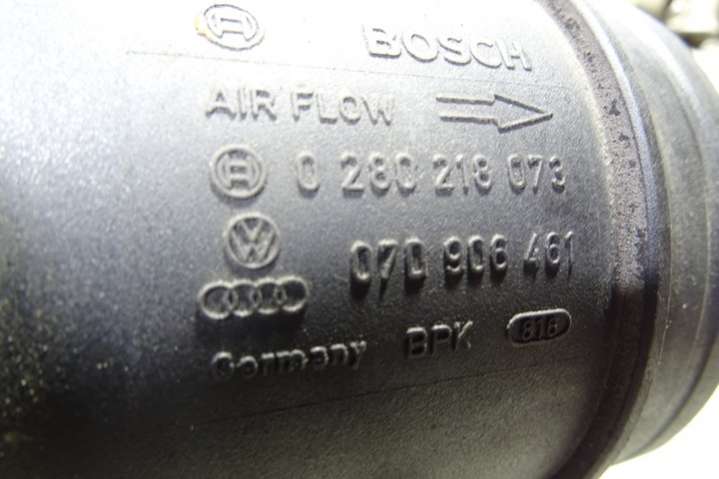 BOSCH
AIR FLOW
0 280 218 073
070 906 461
Germany BPK 818